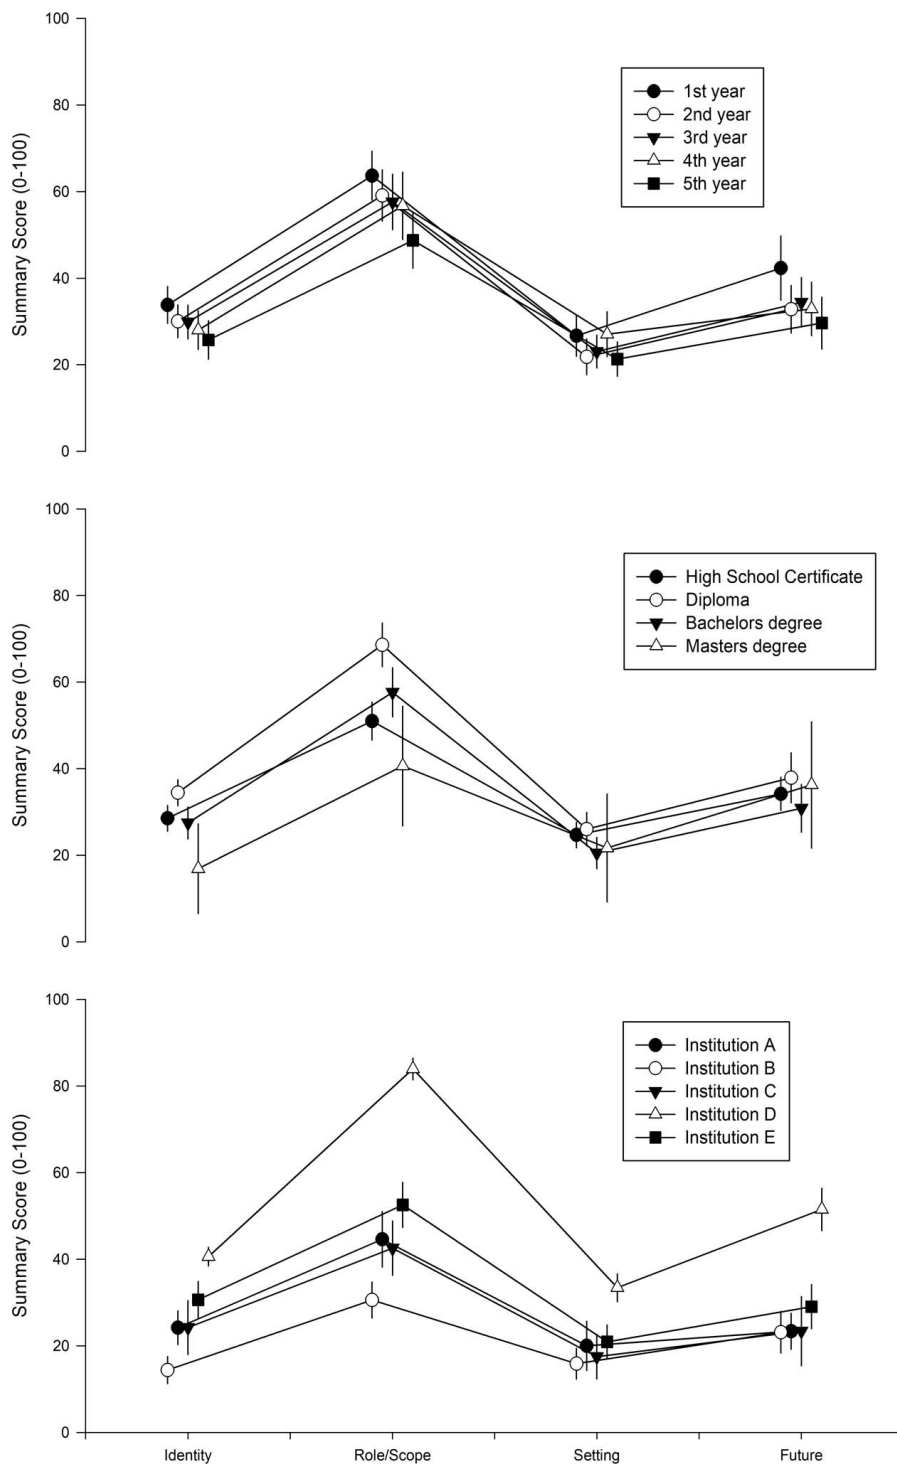 100
80
60
40
20
0
Summary Score (0-100)
1st year
2nd year
3rd year
4th year
5th year
100
80
60
40
20
0
Summary Score (0-100)
High School Certificate
Diploma
Bachelors degree
Masters degree
100
80
60
40
20
0
Summary Score (0-100)
Institution A
Institution B
Institution C
Institution D
Institution E
Identity
Role/Scope
Setting
Future